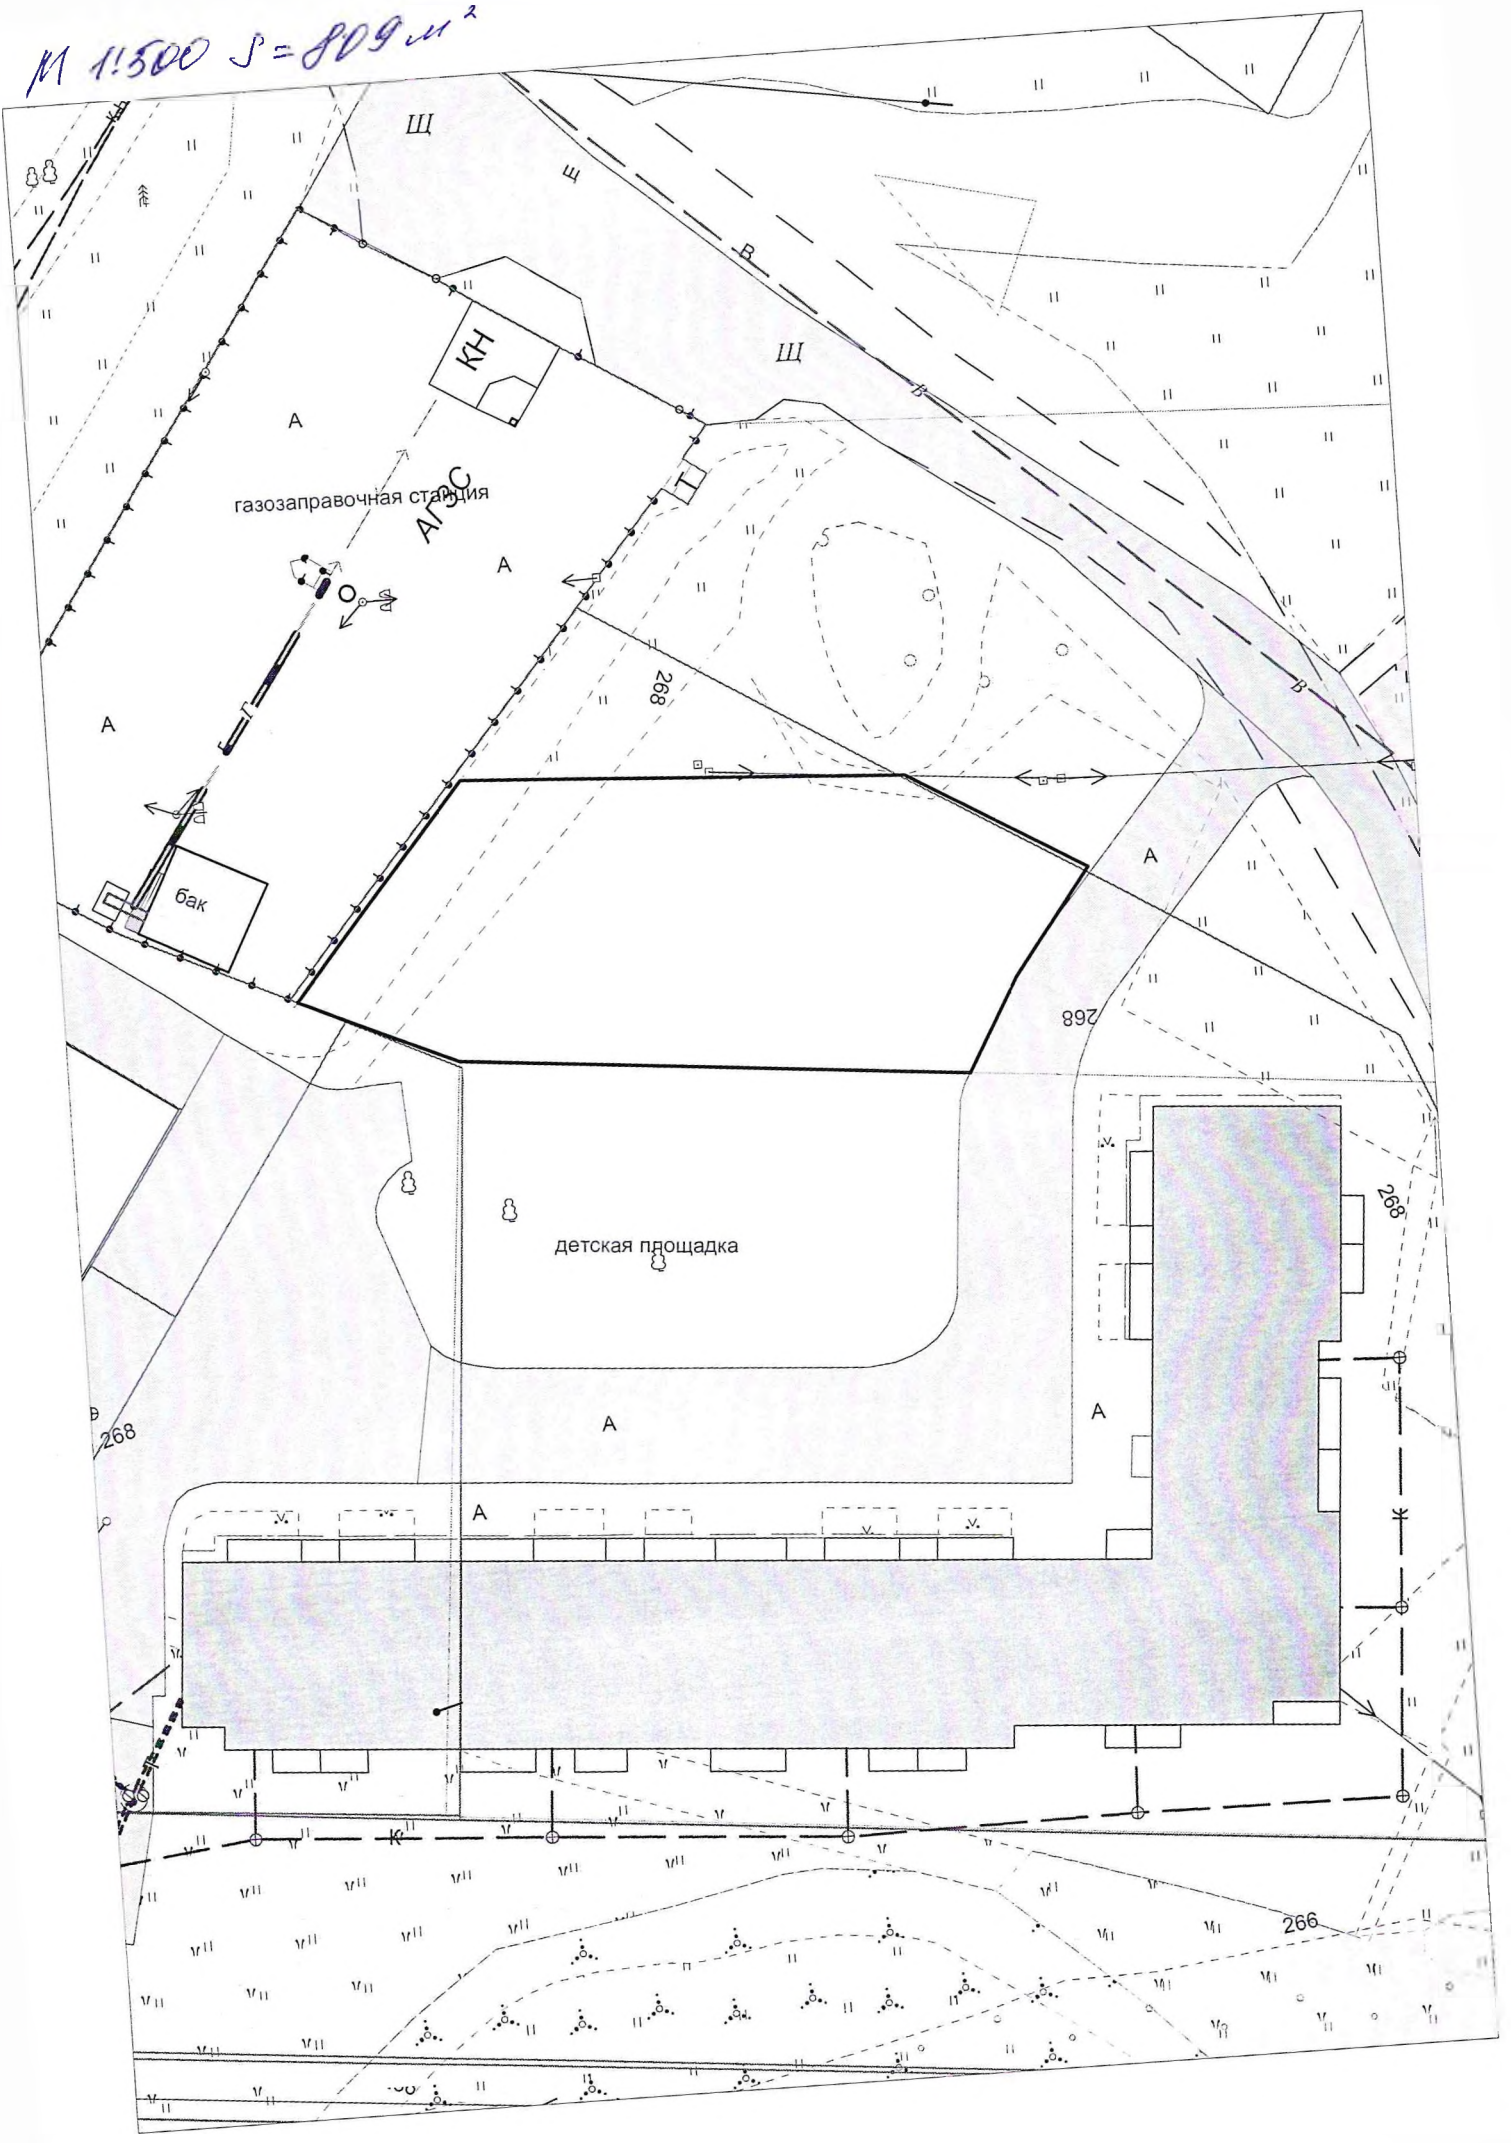 М 1:500 S = 809 м²
Щ
Щ
В
В
В
Щ
КН
А
газозаправочная станция
АГЗС
Т
А
Г
268
А
бак
А
268
детская площадка
268
268
А
А
А
Ж
К
266